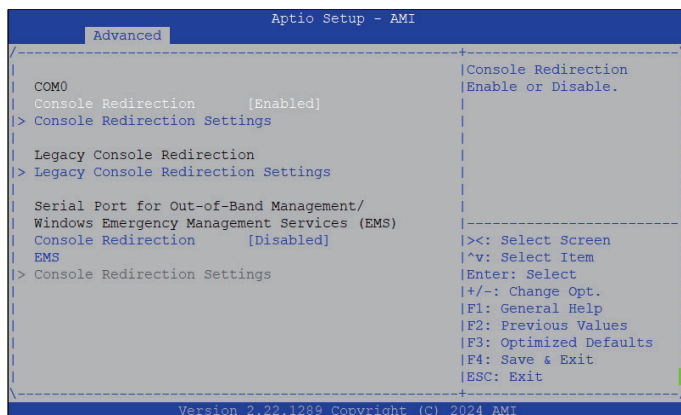 Aptio Setup - AMI
Advanced
COM0
Console Redirection [Enabled]
> Console Redirection Settings
Legacy Console Redirection
> Legacy Console Redirection Settings
Serial Port for Out-of-Band Management/
Windows Emergency Management Services (EMS)
Console Redirection [Disabled]
EMS
> Console Redirection Settings
Console Redirection
Enable or Disable.
><: Select Screen
^v: Select Item
Enter: Select
+/-: Change Opt.
F1: General Help
F2: Previous Values
F3: Optimized Defaults
F4: Save & Exit
ESC: Exit
Version 2.22.1289 Copyright (C) 2024 AMI